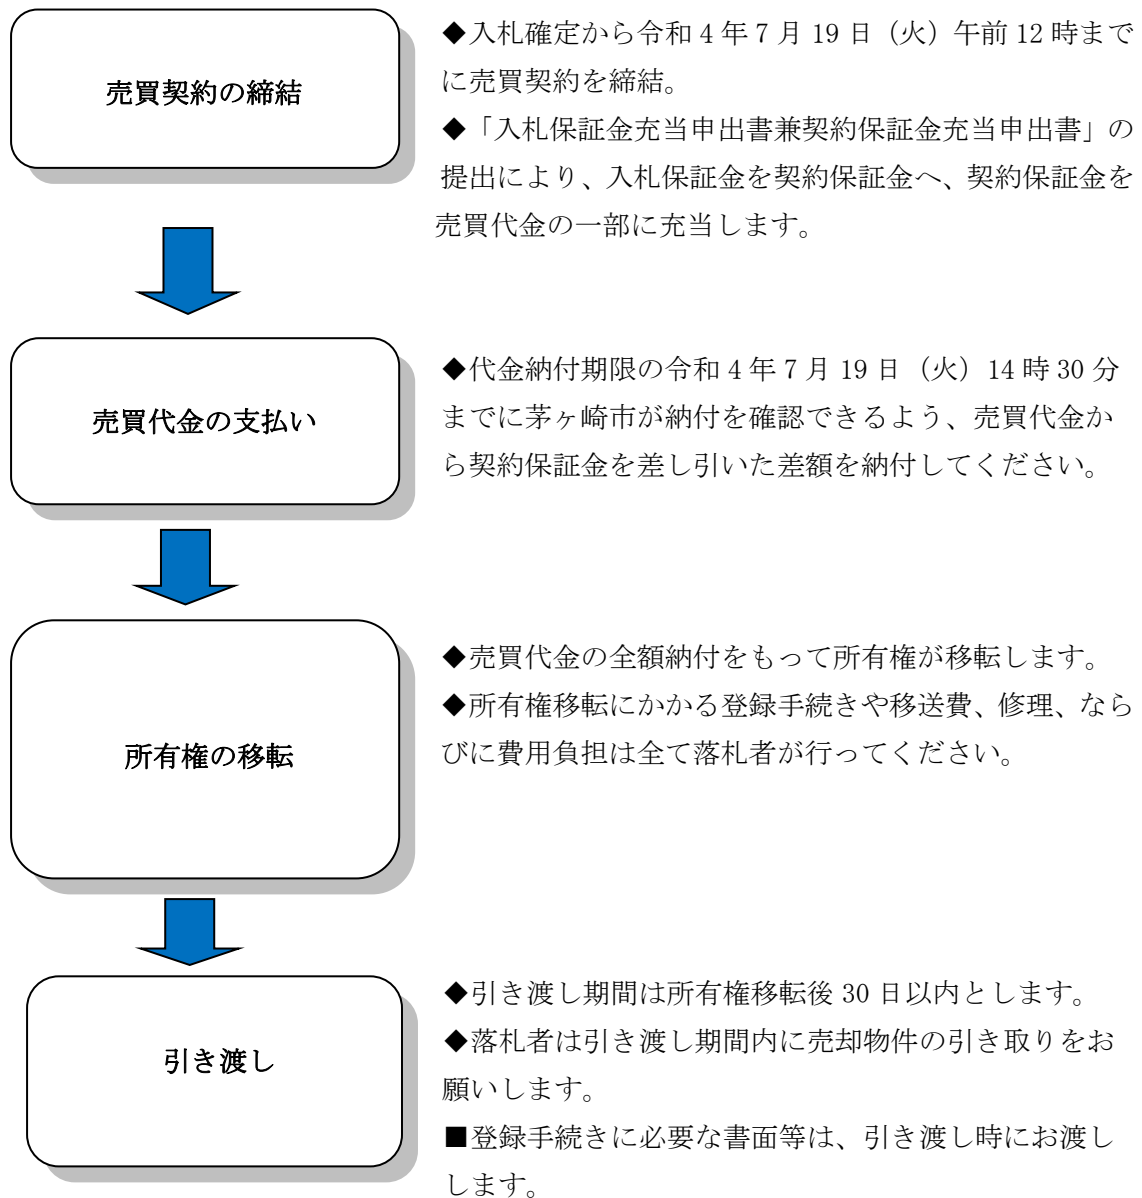 売買契約の締結
◆入札確定から令和4年7月19日（火）午前12時まで
に売買契約を締結。
◆「入札保証金充当申出書兼契約保証金充当申出書」の
提出により、入札保証金を契約保証金へ、契約保証金を
売買代金の一部に充当します。
売買代金の支払い
◆代金納付期限の令和4年7月19日（火）14時30分
までに茅ヶ崎市が納付を確認できるよう、売買代金か
ら契約保証金を差し引いた差額を納付してください。
所有権の移転
◆売買代金の全額納付をもって所有権が移転します。
◆所有権移転にかかる登録手続きや移送費、修理、なら
びに費用負担は全て落札者が行ってください。
引き渡し
◆引き渡し期間は所有権移転後30日以内とします。
◆落札者は引き渡し期間内に売却物件の引き取りをお
願いします。
■登録手続きに必要な書面等は、引き渡し時にお渡し
します。